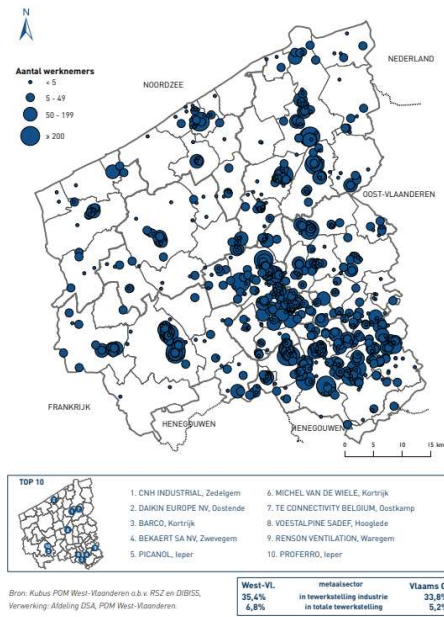 N
Aantal werknemers
< 5
5 - 49
50 - 199
≥ 200
NOORDZEE
NEDERLAND
OOST-VLAANDEREN
FRANKRIJK
HENEGOUWEN
HENEGOUWEN
0 5 10 15 km
TOP 10
1. CNH INDUSTRIAL, Zedelgem
2. DAIKIN EUROPE NV, Oostende
3. BARCO, Kortrijk
4. BEKAERT SA NV, Zwevegem
5. PICANOL, Ieper
6. MICHEL VAN DE WIELE, Kortrijk
7. TE CONNECTIVITY BELGIUM, Oostkamp
8. VOESTALPINE SADEF, Hooglede
9. RENSON VENTILATION, Waregem
10. PROFERRO, Ieper
Bron: Kubus POM West-Vlaanderen o.b.v. RSZ en DIBISS,
Verwerking: Afdeling DSA, POM West-Vlaanderen.
West-Vl. metaalsector Vlaams G
35,4% in tewerkstelling industrie 33,8%
6,8% in totale tewerkstelling 5,2%